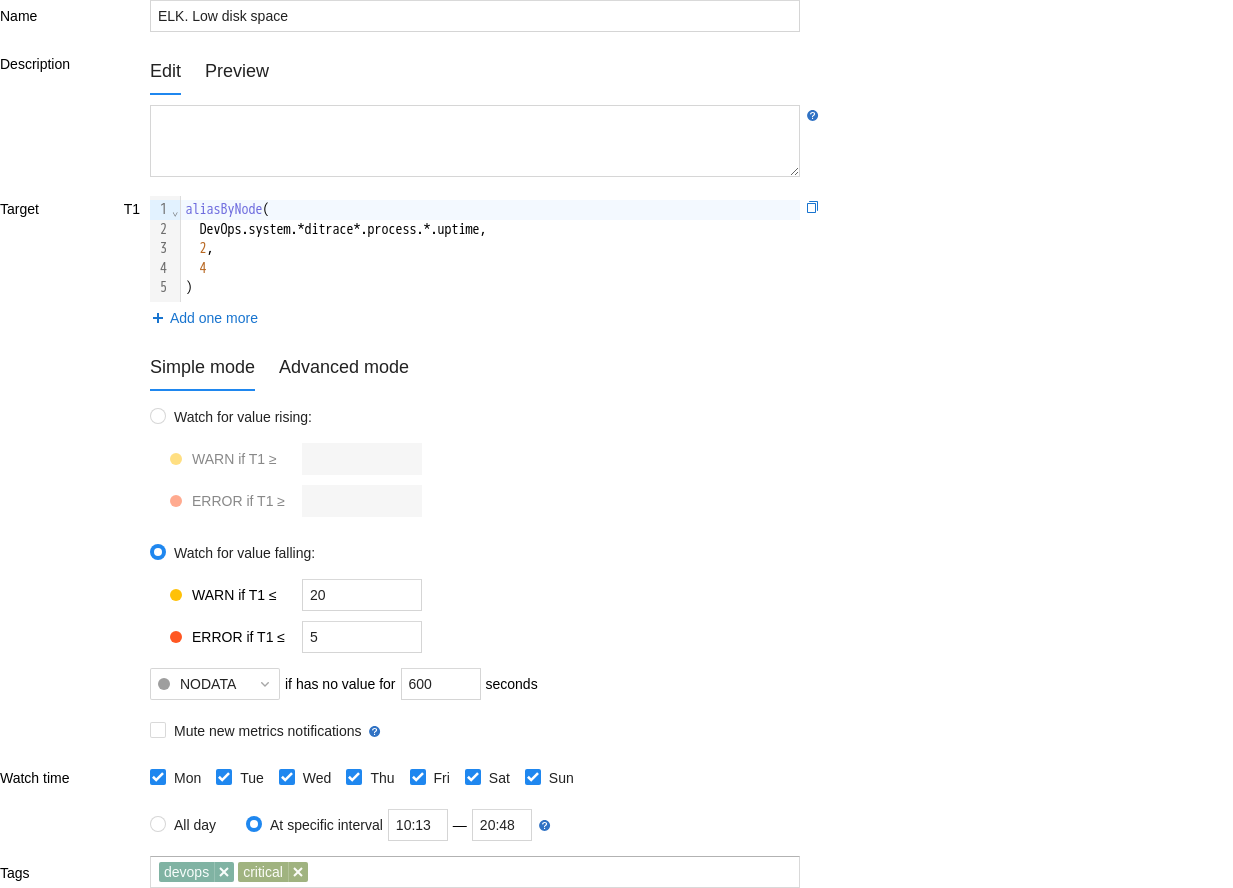 Name
ELK. Low disk space
Description
Edit Preview
Target T1
1 aliasByNode(
2 DevOps.system.*ditrace*.process.*.uptime,
3 2,
4 4
5 )
+ Add one more
Simple mode Advanced mode
Watch for value rising:
WARN if T1 ≥
ERROR if T1 ≥
Watch for value falling:
WARN if T1 ≤ 20
ERROR if T1 ≤ 5
NODATA if has no value for 600 seconds
Mute new metrics notifications ?
Watch time Mon Tue Wed Thu Fri Sat Sun
All day At specific interval 10:13 — 20:48 ?
Tags devops critical